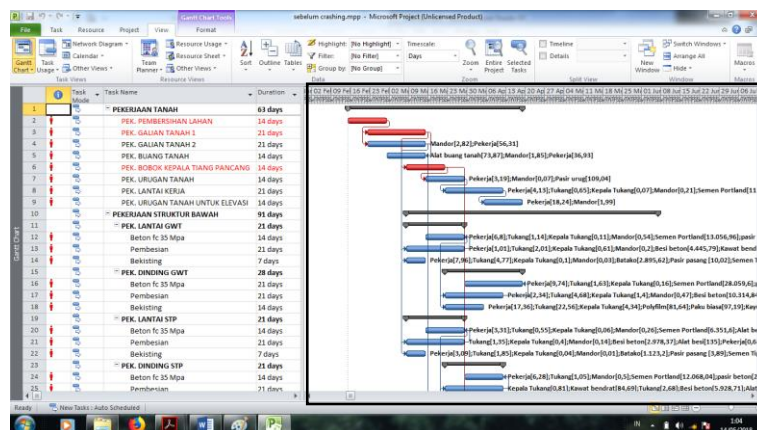 Gantt Chart Tools
sebelum crashing.mpp - Microsoft Project (Unlicensed Product)
File Task Resource Project View Format
Gantt Chart Task Usage
Network Diagram
Calendar
Other Views
Task Views
Team Planner
Resource Usage
Resource Sheet
Other Views
Resource Views
Sort Outline Tables
Highlight: [No Highlight]
Filter: [No Filter]
Group by: [No Group]
Data
Timescale:
Days
Zoom Entire Project Selected Tasks
Zoom
Timeline
Details
Split View
New Window
Switch Windows
Arrange All
Hide
Window
Macros
Macros
Task Mode Task Name Duration
1 PEKERJAAN TANAH 63 days
2 PEK. PEMBERSIHAN LAHAN 14 days
3 PEK. GALIAN TANAH 1 21 days
4 PEK. GALIAN TANAH 2 21 days
5 PEK. BUANG TANAH 14 days
6 PEK. BOBOK KEPALA TIANG PANCANG 14 days
7 PEK. URUGAN TANAH 14 days
8 PEK. LANTAI KERJA 21 days
9 PEK. URUGAN TANAH UNTUK ELEVASI 14 days
10 PEKERJAAN STRUKTUR BAWAH 91 days
11 PEK. LANTAI GWT 21 days
12 Beton fc 35 Mpa 14 days
13 Pembesian 21 days
14 Bekisting 7 days
15 PEK. DINDING GWT 28 days
16 Beton fc 35 Mpa 21 days
17 Pembesian 21 days
18 Bekisting 21 days
19 PEK. LANTAI STP 21 days
20 Beton fc 35 Mpa 14 days
21 Pembesian 21 days
22 Bekisting 7 days
23 PEK. DINDING STP 21 days
24 Beton fc 35 Mpa 14 days
25 Pembesian 21 days
Mandor[2,82];Pekerja[56,31]
Alat buang tanah[73,87];Mandor[1,85];Pekerja[36,93]
Pekerja[3,19];Mandor[0,07];Pasir urug[109,04]
Pekerja[4,13];Tukang[0,65];Kepala Tukang[0,07];Mandor[0,21];Semen Portland[11
Pekerja[18,24];Mandor[1,99]
Pekerja[6,8];Tukang[1,14];Kepala Tukang[0,11];Mandor[0,54];Semen Portland[13.056,96];pasir
Pekerja[1,01];Tukang[2,01];Kepala Tukang[0,61];Mandor[0,2];Besi beton[4.445,79];Kawat bend
Pekerja[7,96];Tukang[4,77];Kepala Tukang[0,1];Mandor[0,03];Batako[2.895,62];Pasir pasang [10,02];Semen
Pekerja[9,74];Tukang[1,63];Kepala Tukang[0,16];Semen Portland[28.059,6];
Pekerja[2,34];Tukang[4,68];Kepala Tukang[1,4];Mandor[0,47];Besi beton[10.314,8
Pekerja[17,36];Tukang[22,56];Kepala Tukang[4,34];Polyfilm[81,64];Paku biasa[97,19];Kay
Pekerja[3,31];Tukang[0,55];Kepala Tukang[0,06];Mandor[0,26];Semen Portland[6.351,6];Alat be
Tukang[1,35];Kepala Tukang[0,4];Mandor[0,14];Besi beton[2.978,37];Alat besi[135];Pekerja[0,6
Pekerja[3,09];Tukang[1,85];Kepala Tukang[0,04];Mandor[0,01];Batako[1.123,2];Pasir pasang [3,89];Semen Ti
Pekerja[6,28];Tukang[1,05];Mandor[0,5];Semen Portland[12.068,04];pasir beton[2
Kepala Tukang[0,81];Kawat bendrat[84,69];Tukang[2,68];Besi beton[5.928,71];Alat
Gantt Chart
Ready New Tasks : Auto Scheduled
IN 1:04
14/05/2018